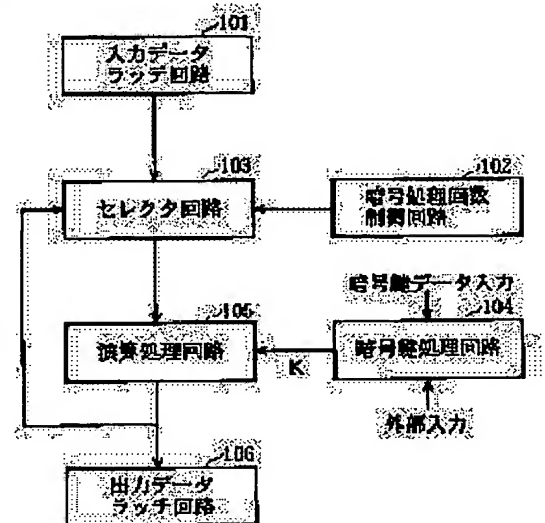 101
入力データ
ラッチ回路
103
セレクタ回路
102
暗号処理回数
制御回路
暗号鍵データ入力
105
演算処理回路
104
暗号鍵処理回路
K
外部入力
106
出力データ
ラッチ回路